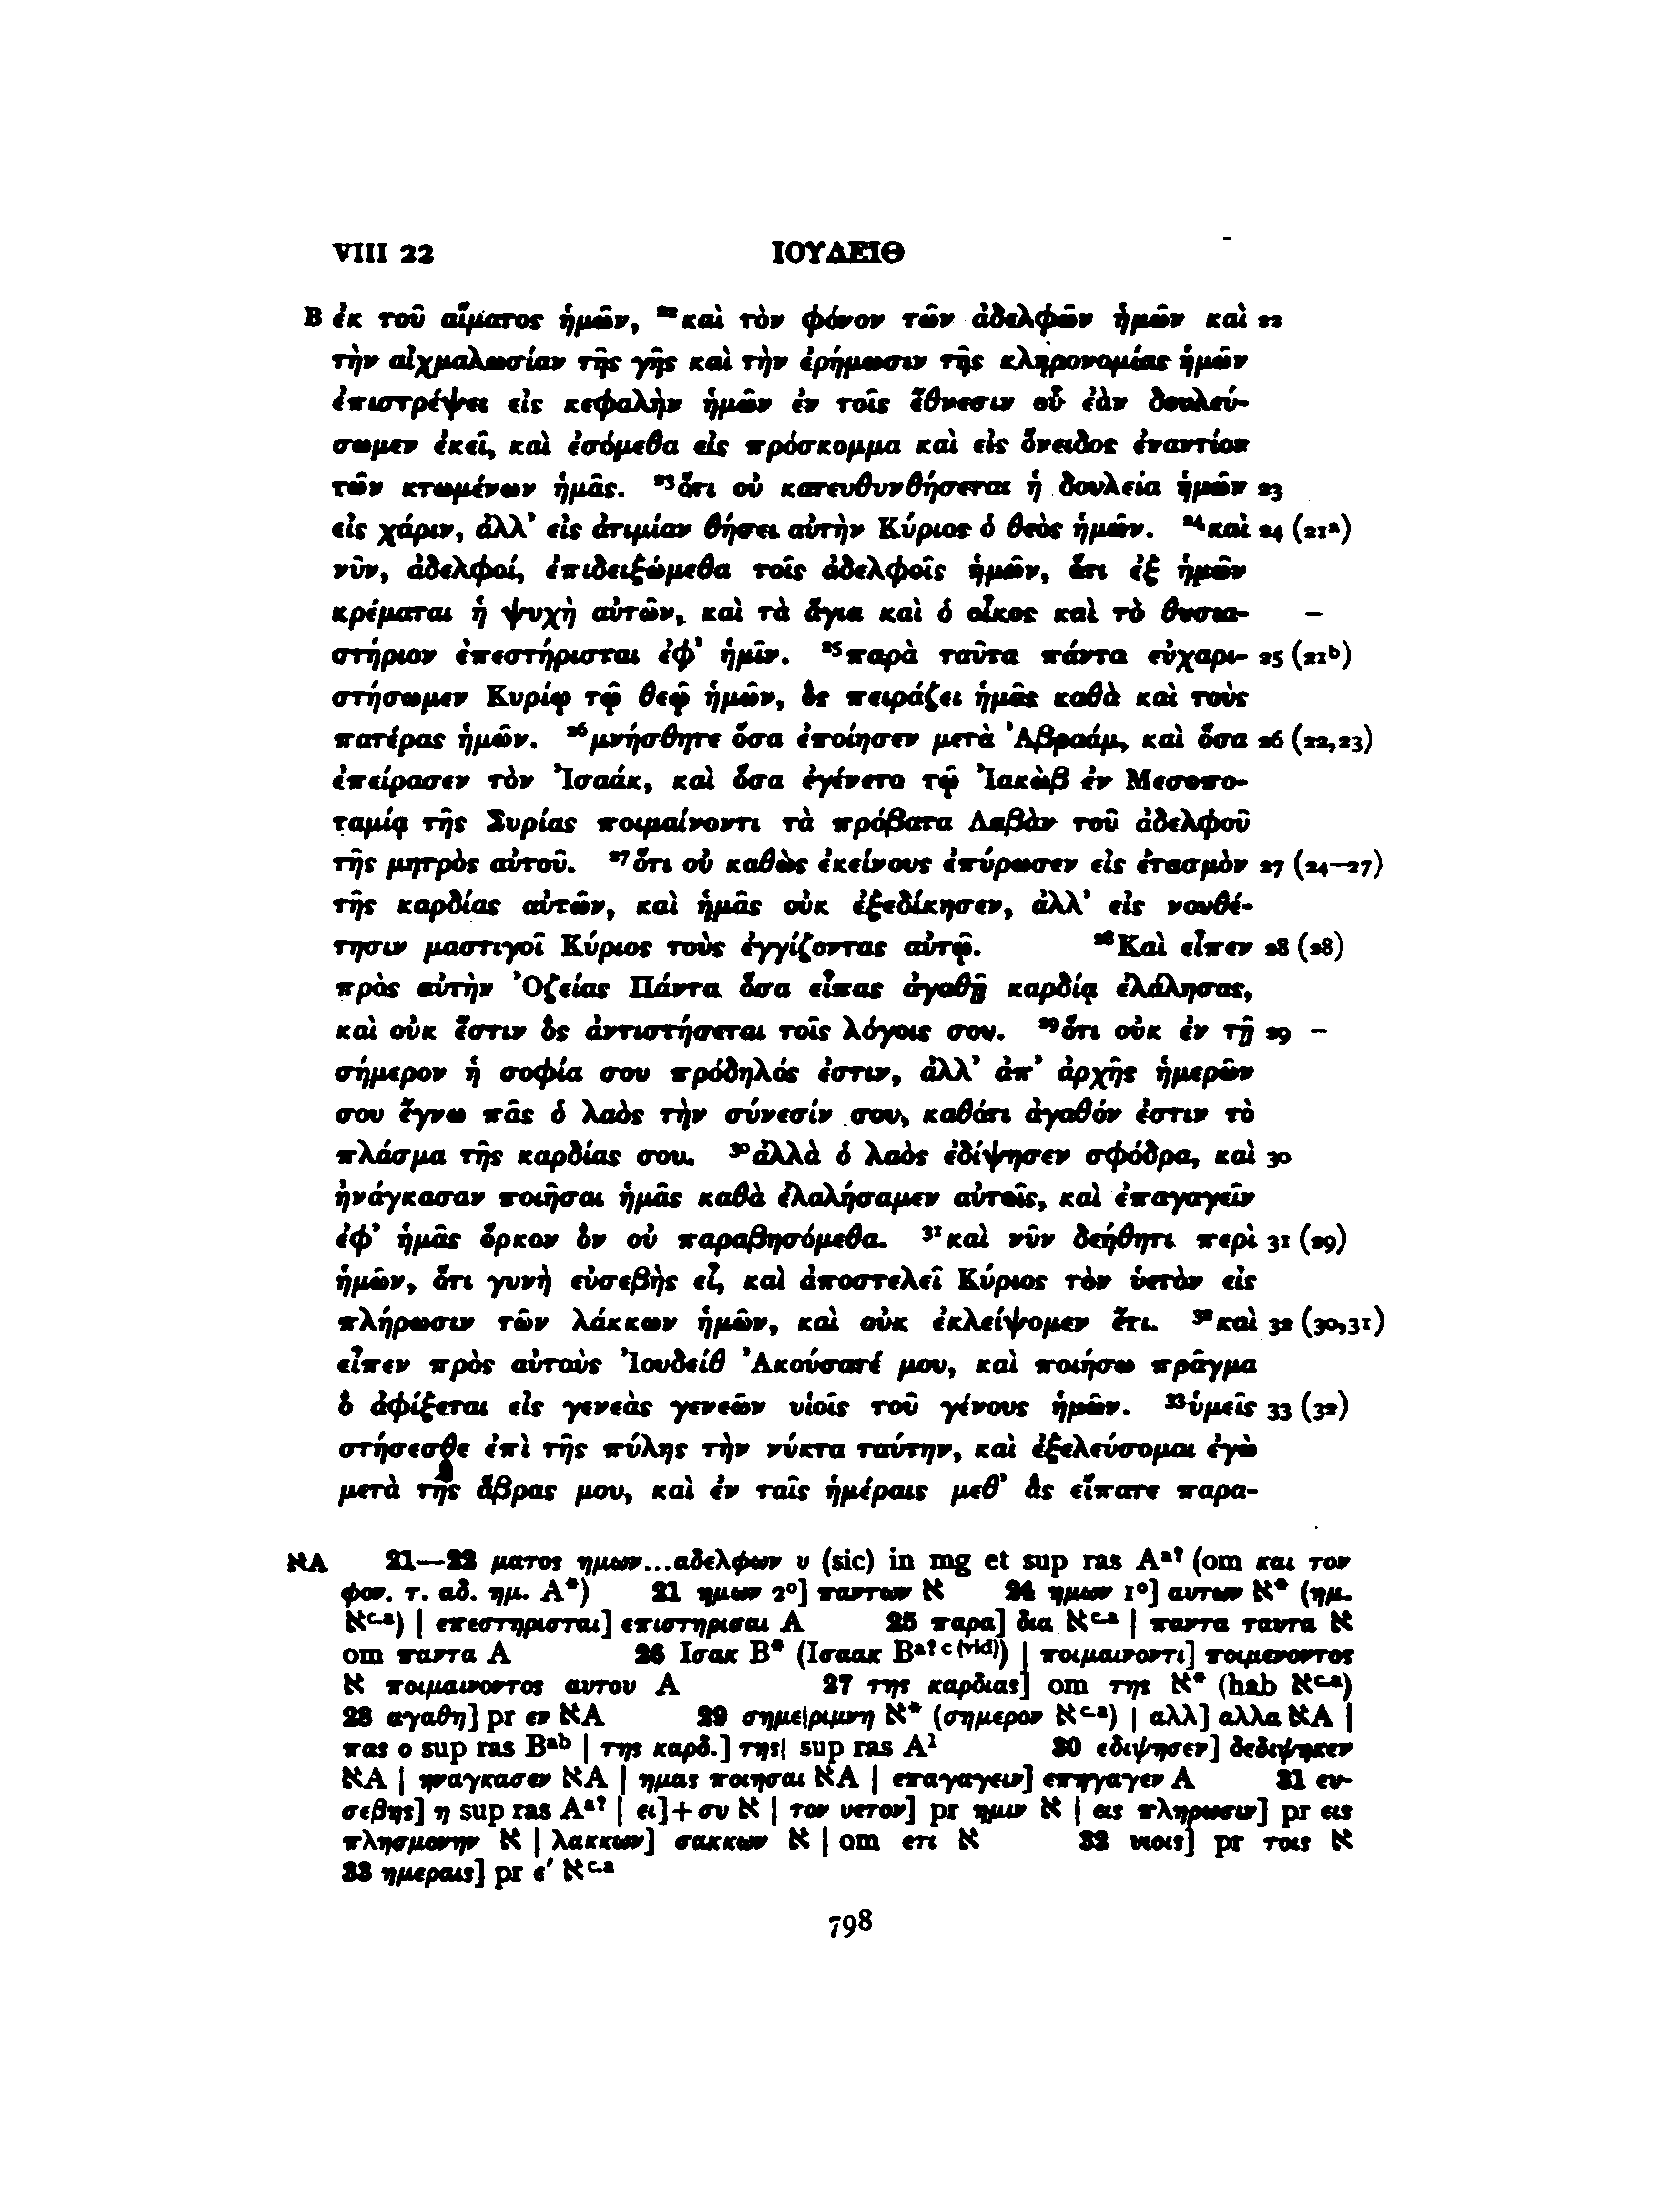 VIII 22 ΙΟΥΔΕΙΘ
B ἐκ τοῦ αἵματος ἡμῶν, ²²καὶ τὸν φόνον τῶν ἀδελφῶν ἡμῶν καὶ 22
τὴν αἰχμαλωσίαν τῆς γῆς καὶ τὴν ἐρήμωσιν τῆς κληρονομίας ἡμῶν
ἐπιστρέψει εἰς κεφαλὴν ἡμῶν ἐν τοῖς ἔθνεσιν οὗ ἐὰν δουλεύ-
σωμεν ἐκεῖ, καὶ ἐσόμεθα εἰς πρόσκομμα καὶ εἰς ὄνειδος ἐναντίον
τῶν κτωμένων ἡμᾶς. ²³ὅτι οὐ κατευθυνθήσεται ἡ δουλεία ἡμῶν 23
εἰς χάριν, ἀλλ’ εἰς ἀτιμίαν θήσει αὐτὴν Κύριος ὁ θεὸς ἡμῶν. ²⁴καὶ 24 (21ᵃ)
νῦν, ἀδελφοί, ἐπιδειξώμεθα τοῖς ἀδελφοῖς ἡμῶν, ὅτι ἐξ ἡμῶν
κρέμαται ἡ ψυχὴ αὐτῶν, καὶ τὰ ἅγια καὶ ὁ οἶκος καὶ τὸ θυσια- –
στήριον ἐπεστήρισται ἐφ’ ἡμῖν. ²⁵παρὰ ταῦτα πάντα εὐχαρι- 25 (21ᵇ)
στήσωμεν Κυρίῳ τῷ θεῷ ἡμῶν, ὃς πειράζει ἡμᾶς καθὰ καὶ τοὺς
πατέρας ἡμῶν. ²⁶μνήσθητε ὅσα ἐποίησεν μετὰ Ἀβραάμ, καὶ ὅσα 26 (22,23)
ἐπείρασεν τὸν Ἰσαάκ, καὶ ὅσα ἐγένετο τῷ Ἰακὼβ ἐν Μεσοπο-
ταμίᾳ τῆς Συρίας ποιμαίνοντι τὰ πρόβατα Λαβὰν τοῦ ἀδελφοῦ
τῆς μητρὸς αὐτοῦ. ²⁷ὅτι οὐ καθὼς ἐκείνους ἐπύρωσεν εἰς ἐτασμὸν 27 (24–27)
τῆς καρδίας αὐτῶν, καὶ ἡμᾶς οὐκ ἐξεδίκησεν, ἀλλ’ εἰς νουθέ-
τησιν μαστιγοῖ Κύριος τοὺς ἐγγίζοντας αὐτῷ. ²⁸Καὶ εἶπεν 28 (28)
πρὸς αὐτὴν Ὀζείας Πάντα ὅσα εἶπας ἀγαθῇ καρδίᾳ ἐλάλησας,
καὶ οὐκ ἔστιν ὃς ἀντιστήσεται τοῖς λόγοις σου. ²⁹ὅτι οὐκ ἐν τῇ 29 –
σήμερον ἡ σοφία σου πρόδηλός ἐστιν, ἀλλ’ ἀπ’ ἀρχῆς ἡμερῶν
σου ἔγνω πᾶς ὁ λαὸς τὴν σύνεσίν σου, καθότι ἀγαθόν ἐστιν τὸ
πλάσμα τῆς καρδίας σου. ³⁰ἀλλὰ ὁ λαὸς ἐδίψησεν σφόδρα, καὶ 30
ἠνάγκασαν ποιῆσαι ἡμᾶς καθὰ ἐλαλήσαμεν αὐτοῖς, καὶ ἐπαγαγεῖν
ἐφ’ ἡμᾶς ὅρκον ὃν οὐ παραβησόμεθα. ³¹καὶ νῦν δεήθητι περὶ 31 (29)
ἡμῶν, ὅτι γυνὴ εὐσεβὴς εἶ, καὶ ἀποστελεῖ Κύριος τὸν ὑετὸν εἰς
πλήρωσιν τῶν λάκκων ἡμῶν, καὶ οὐκ ἐκλείψομεν ἔτι. ³²καὶ 32 (30,31)
εἶπεν πρὸς αὐτοὺς Ἰουδείθ Ἀκούσατέ μου, καὶ ποιήσω πρᾶγμα
ὃ ἀφίξεται εἰς γενεὰς γενεῶν υἱοῖς τοῦ γένους ἡμῶν. ³³ὑμεῖς 33 (32)
στήσεσθε ἐπὶ τῆς πύλης τὴν νύκτα ταύτην, καὶ ἐξελεύσομαι ἐγὼ
μετὰ τῆς ἅβρας μου, καὶ ἐν ταῖς ἡμέραις μεθ’ ἃς εἴπατε παρα-
אA 21—22 ματος ημων...αδελφων υ (sic) in mg et sup ras Aᵃ? (om και τον
φον. τ. αδ. ημ. A*) 21 ημων 2°] παντων א 24 ημων 1°] αυτων א* (ημ.
אᶜ·ᵃ) | επεστηρισται] επιστηρισαι A 25 παρα] δια אᶜ·ᵃ | παντα ταυτα א
om παντα A 26 Ισακ B* (Ισαακ Bᵃ? ᶜ ⁽ᵛⁱᵈ⁾) | ποιμαινοντι] ποιμενοντος
א ποιμαινοντος αυτου A 27 της καρδιας] om της א* (hab אᶜ·ᵃ)
28 αγαθη] pr εν אA 29 σημε|ριμνη א* (σημερον אᶜ·ᵃ) | αλλ] αλλα אA |
πας ο sup ras Bᵃᵇ | της καρδ.] της| sup ras A¹ 30 εδιψησεν] δεδιψηκεν
אA | ηναγκασεν אA | ημας ποιησαι אA | επαγαγειν] επηγαγεν A 31 ευ-
σεβης] η sup ras Aᵃ? | ει]+συ א | τον υετον] pr ημιν א | εις πληρωσιν] pr εις
πλησμονην א | λακκων] σακκων א | om ετι א 32 υιοις] pr τοις א
33 ημεραις] pr ε′ אᶜ·ᵃ
798